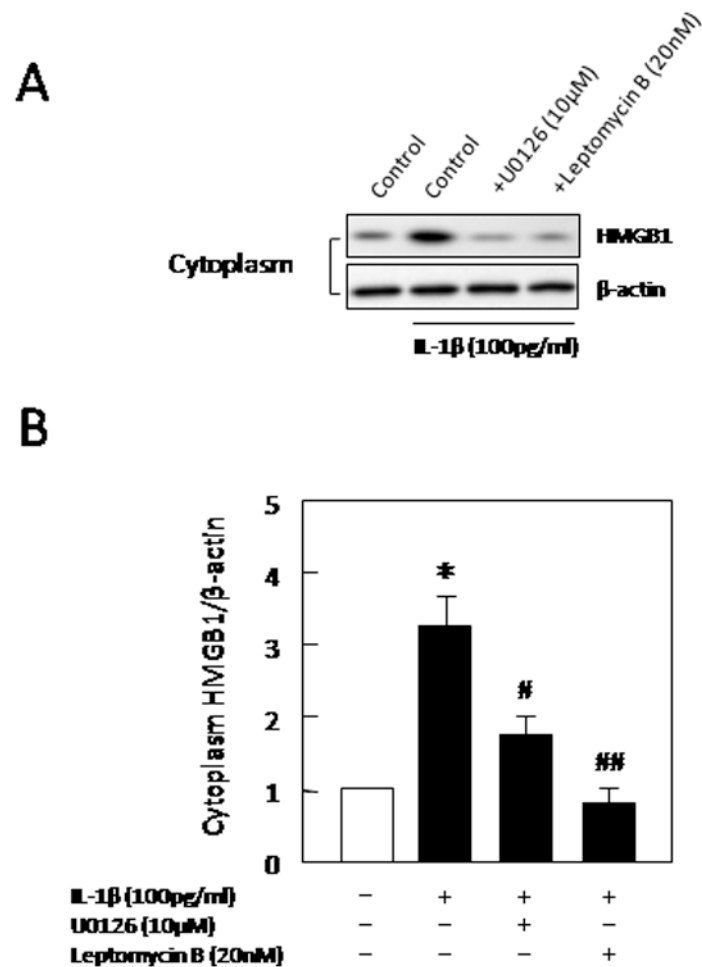 A
Control
Control
+U0126 (10μM)
+Leptomycin B (20nM)
HMGB1
Cytoplasm
β-actin
IL-1β (100pg/ml)
B
Cytoplasm HMGB1/β-actin
5
4
3
2
1
0
*
#
##
IL-1β (100pg/ml) – + + +
U0126 (10μM) – – + –
Leptomycin B (20nM) – – – +